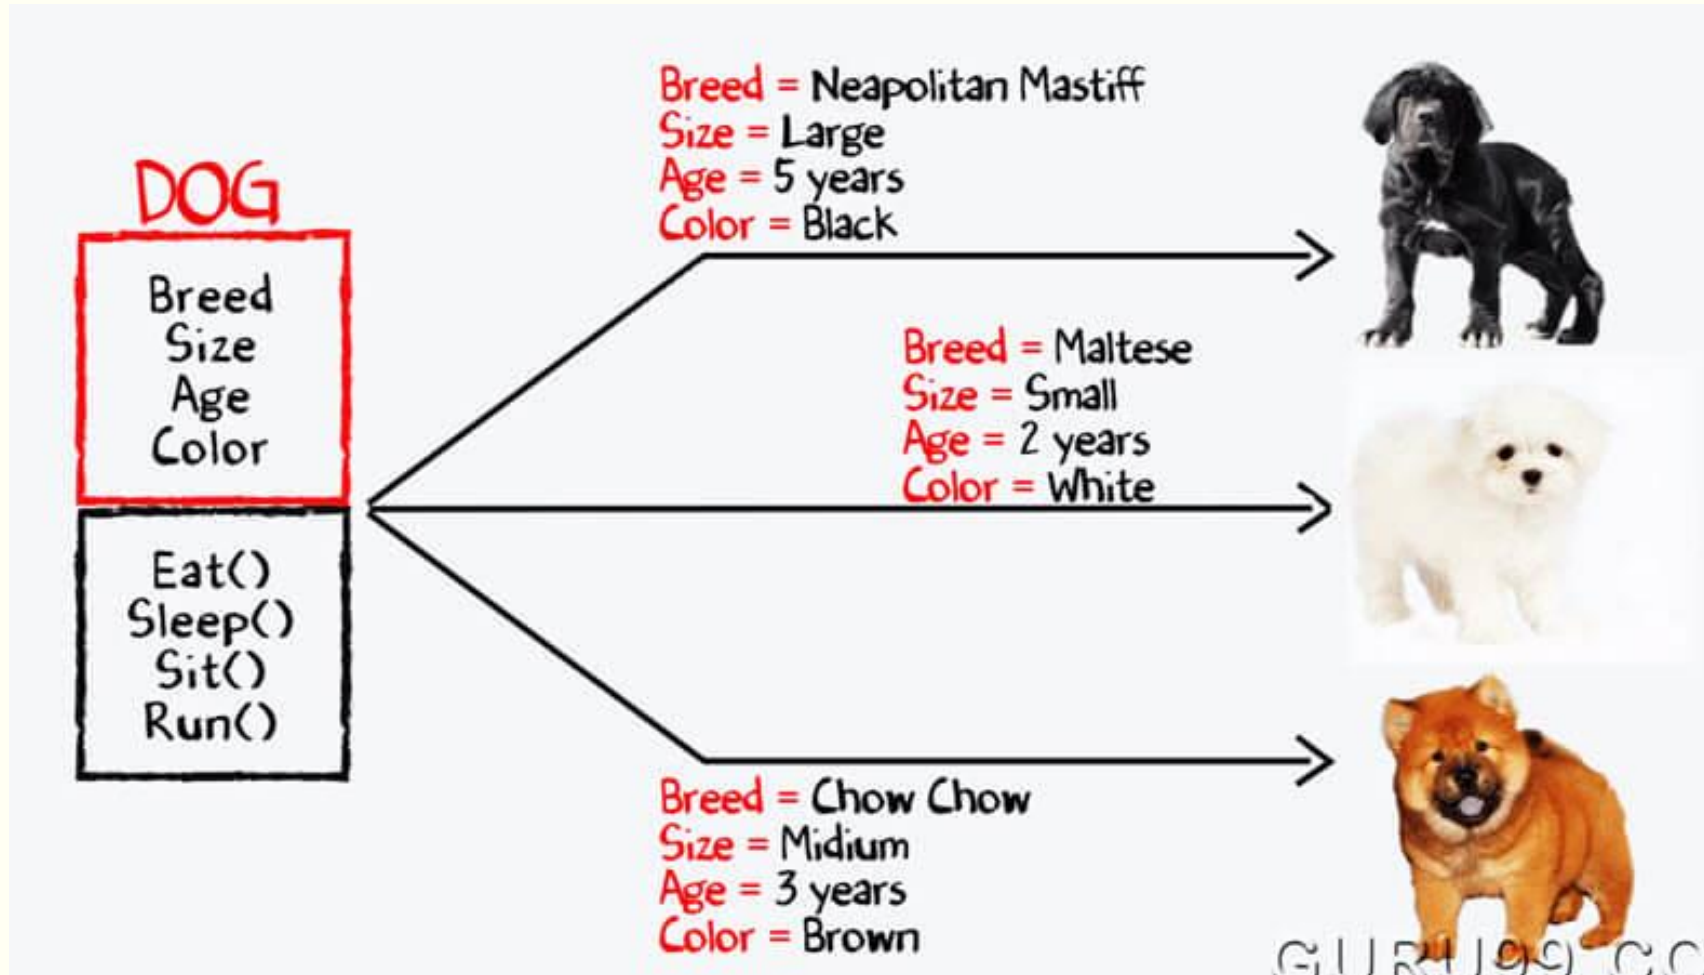 DOG
Breed
Size
Age
Color
Eat()
Sleep()
Sit()
Run()
Breed = Neapolitan Mastiff
Size = Large
Age = 5 years
Color = Black
Breed = Maltese
Size = Small
Age = 2 years
Color = White
Breed = Chow Chow
Size = Midium
Age = 3 years
Color = Brown
GURU99.CO